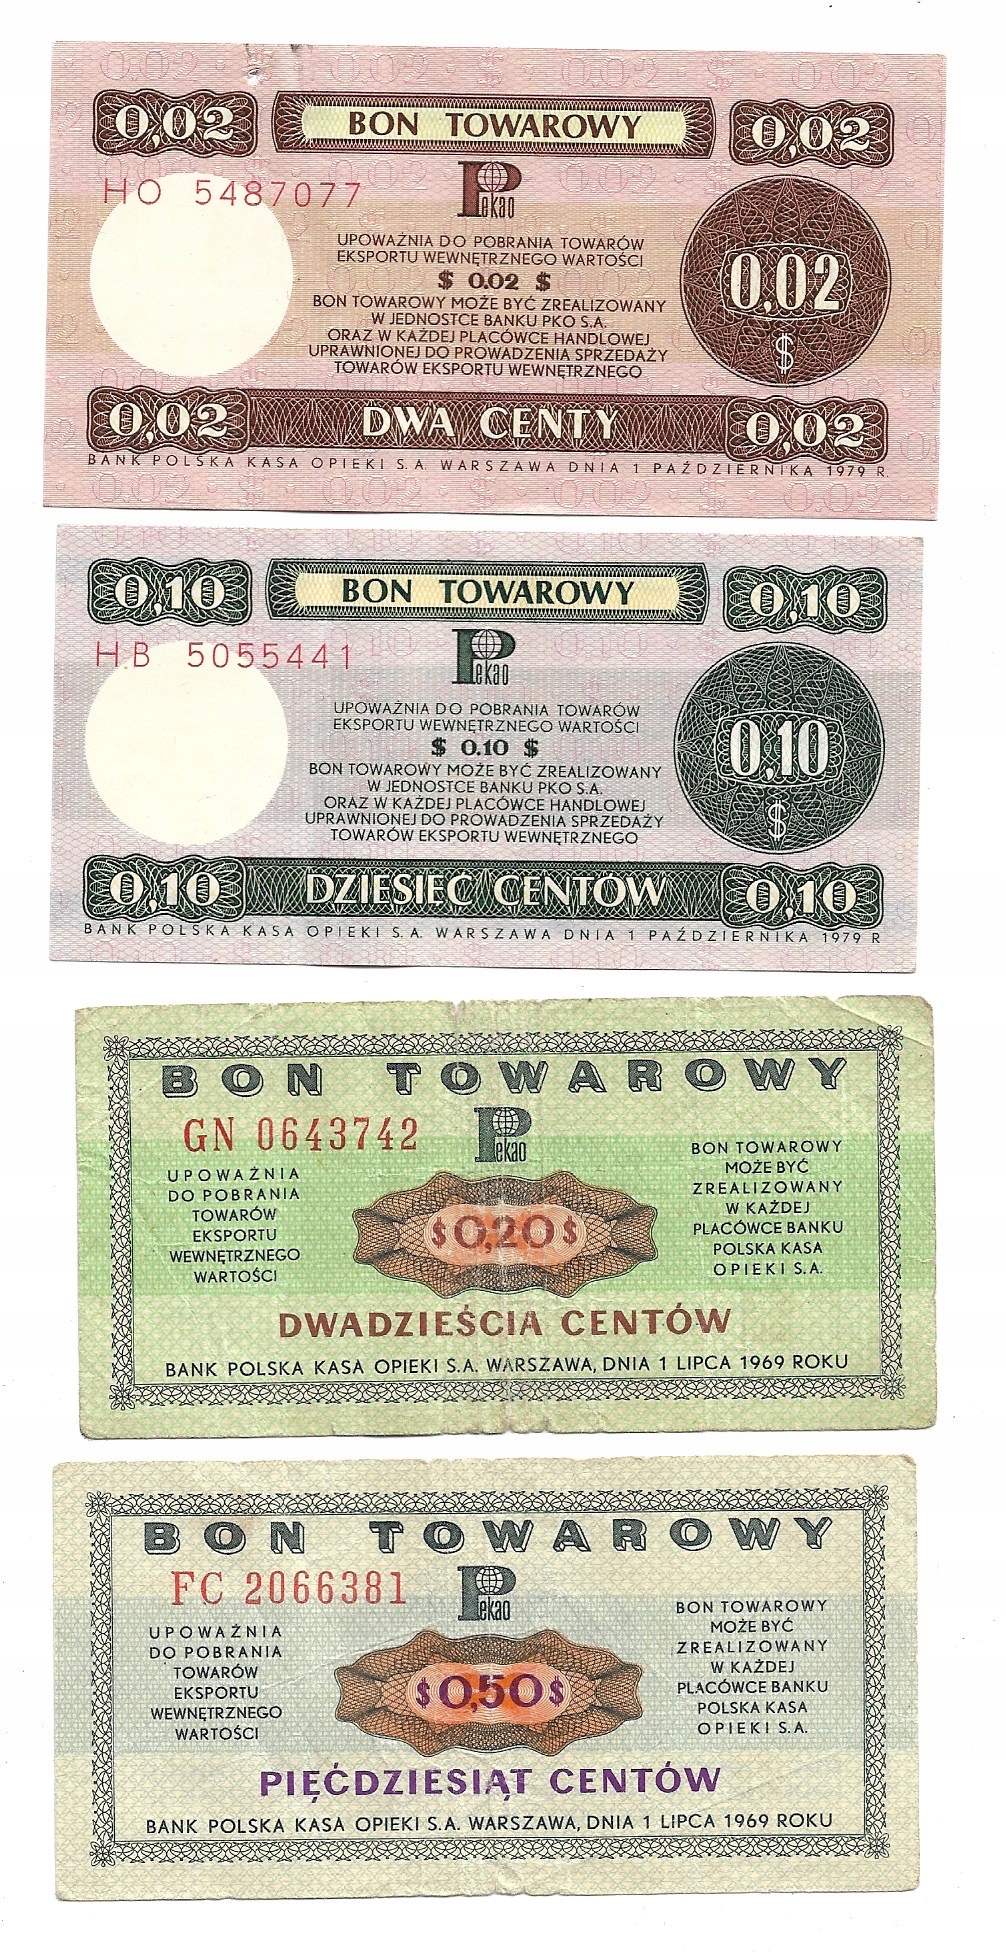 0,02 BON TOWAROWY 0,02
HO 5487077
Pekao
UPOWAŻNIA DO POBRANIA TOWARÓW
EKSPORTU WEWNĘTRZNEGO WARTOŚCI
$ 0.02 $
BON TOWAROWY MOŻE BYĆ ZREALIZOWANY
W JEDNOSTCE BANKU PKO S.A.
ORAZ W KAŻDEJ PLACÓWCE HANDLOWEJ
UPRAWNIONEJ DO PROWADZENIA SPRZEDAŻY
TOWARÓW EKSPORTU WEWNĘTRZNEGO
0,02
$
0,02 DWA CENTY 0,02
BANK POLSKA KASA OPIEKI S.A. WARSZAWA DNIA 1 PAŹDZIERNIKA 1979 R.
0,10 BON TOWAROWY 0,10
HB 5055441
Pekao
UPOWAŻNIA DO POBRANIA TOWARÓW
EKSPORTU WEWNĘTRZNEGO WARTOŚCI
$ 0.10 $
BON TOWAROWY MOŻE BYĆ ZREALIZOWANY
W JEDNOSTCE BANKU PKO S.A.
ORAZ W KAŻDEJ PLACÓWCE HANDLOWEJ
UPRAWNIONEJ DO PROWADZENIA SPRZEDAŻY
TOWARÓW EKSPORTU WEWNĘTRZNEGO
0,10
$
0,10 DZIESIĘĆ CENTÓW 0,10
BANK POLSKA KASA OPIEKI S.A. WARSZAWA DNIA 1 PAŹDZIERNIKA 1979 R
BON TOWAROWY
GN 0643742
Pekao
UPOWAŻNIA
DO POBRANIA
TOWARÓW
EKSPORTU
WEWNĘTRZNEGO
WARTOŚCI
$0,20$
BON TOWAROWY
MOŻE BYĆ
ZREALIZOWANY
W KAŻDEJ
PLACÓWCE BANKU
POLSKA KASA
OPIEKI S.A.
DWADZIEŚCIA CENTÓW
BANK POLSKA KASA OPIEKI S.A. WARSZAWA, DNIA 1 LIPCA 1969 ROKU
BON TOWAROWY
FC 2066381
Pekao
UPOWAŻNIA
DO POBRANIA
TOWARÓW
EKSPORTU
WEWNĘTRZNEGO
WARTOŚCI
$0,50$
BON TOWAROWY
MOŻE BYĆ
ZREALIZOWANY
W KAŻDEJ
PLACÓWCE BANKU
POLSKA KASA
OPIEKI S.A.
PIĘĆDZIESIĄT CENTÓW
BANK POLSKA KASA OPIEKI S.A. WARSZAWA, DNIA 1 LIPCA 1969 ROKU